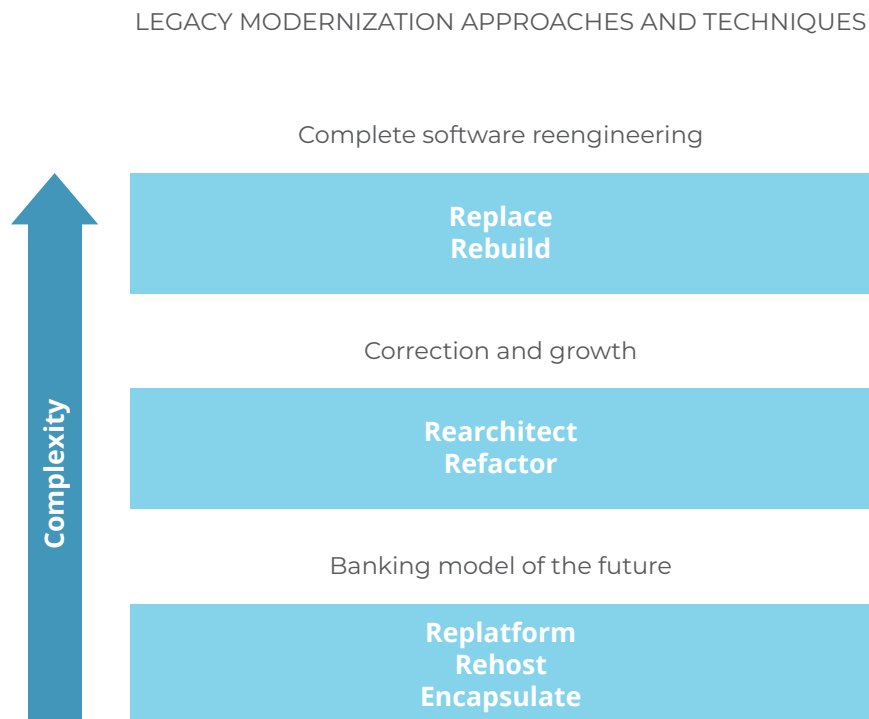 LEGACY MODERNIZATION APPROACHES AND TECHNIQUES
Complete software reengineering
Replace
Rebuild
Correction and growth
Rearchitect
Refactor
Complexity
Banking model of the future
Replatform
Rehost
Encapsulate